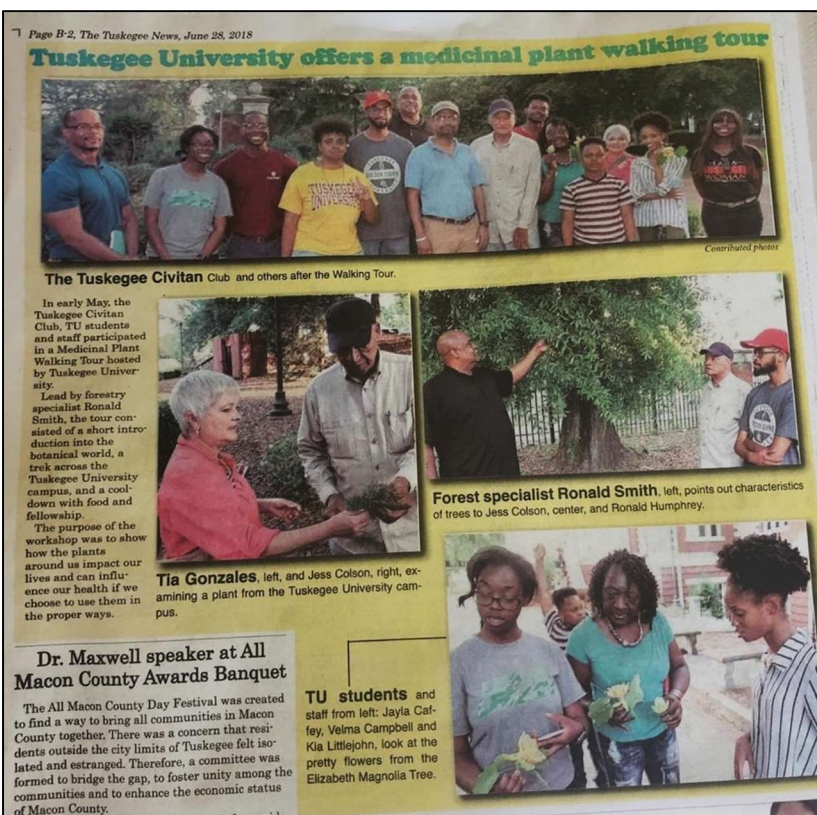 Page B-2, The Tuskegee News, June 28, 2018
Tuskegee University offers a medicinal plant walking tour
TUSKEGEE
UNIVERSITY
WOMAN
Contributed photos
The Tuskegee Civitan Club and others after the Walking Tour.
In early May, the
Tuskegee Civitan
Club, TU students
and staff participated
in a Medicinal Plant
Walking Tour hosted
by Tuskegee Univer-
sity.
Lead by forestry
specialist Ronald
Smith, the tour con-
sisted of a short intro-
duction into the
botanical world, a
trek across the
Tuskegee University
campus, and a cool-
down with food and
fellowship.
The purpose of the
workshop was to show
how the plants
around us impact our
lives and can influ-
ence our health if we
choose to use them in
the proper ways.
Tia Gonzales, left, and Jess Colson, right, ex-
amining a plant from the Tuskegee University cam-
pus.
Forest specialist Ronald Smith, left, points out characteristics
of trees to Jess Colson, center, and Ronald Humphrey.
TU students and
staff from left: Jayla Caf-
fey, Velma Campbell and
Kia Littlejohn, look at the
pretty flowers from the
Elizabeth Magnolia Tree.
Dr. Maxwell speaker at All
Macon County Awards Banquet
The All Macon County Day Festival was created
to find a way to bring all communities in Macon
County together. There was a concern that resi-
dents outside the city limits of Tuskegee felt iso-
lated and estranged. Therefore, a committee was
formed to bridge the gap, to foster unity among the
communities and to enhance the economic status
of Macon County.